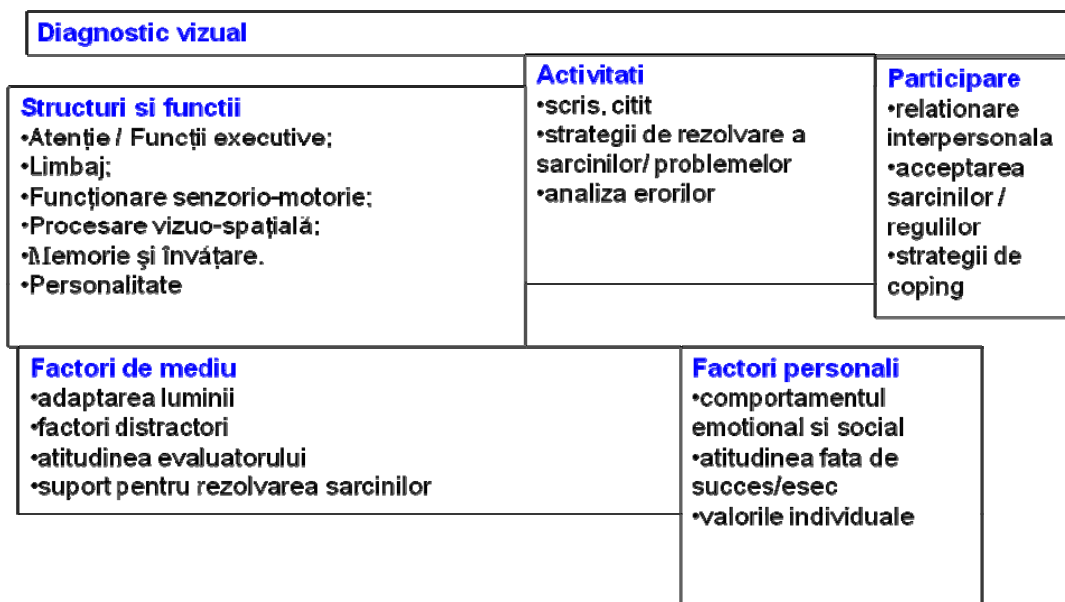 Diagnostic vizual
Structuri si functii
•Atenție / Funcții executive;
•Limbaj;
•Funcționare senzorio-motorie;
•Procesare vizuo-spațială;
•Memorie şi învățare.
•Personalitate
Activitati
•scris, citit
•strategii de rezolvare a
sarcinilor/ problemelor
•analiza erorilor
Participare
•relationare
interpersonala
•acceptarea
sarcinilor /
regulilor
•strategii de
coping
Factori de mediu
•adaptarea luminii
•factori distractori
•atitudinea evaluatorului
•suport pentru rezolvarea sarcinilor
Factori personali
•comportamentul
emotional si social
•atitudinea fata de
succes/esec
•valorile individuale